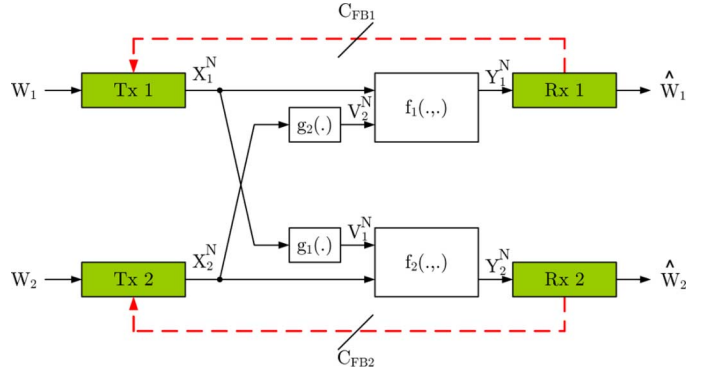 C_FB1
W_1 Tx 1 X_1^N g_2(.) V_2^N f_1(.,.) Y_1^N Rx 1 Ŵ_1
W_2 Tx 2 X_2^N g_1(.) V_1^N f_2(.,.) Y_2^N Rx 2 Ŵ_2
C_FB2